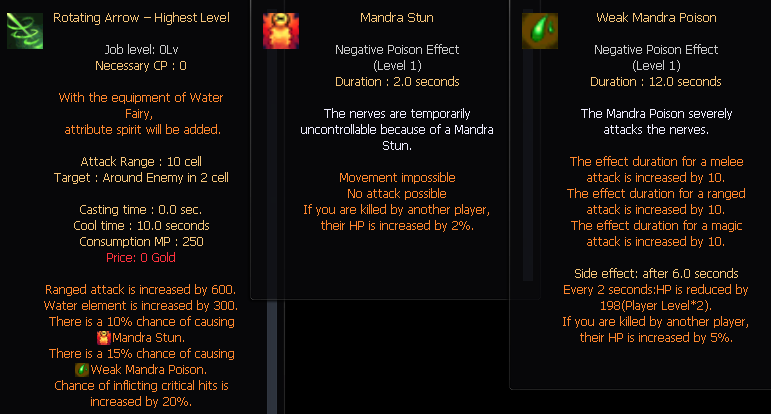 Rotating Arrow – Highest Level
Job level: 0Lv
Necessary CP : 0
With the equipment of Water
Fairy,
attribute spirit will be added.
Attack Range : 10 cell
Target : Around Enemy in 2 cell
Casting time : 0.0 sec.
Cool time : 10.0 seconds
Consumption MP : 250
Price: 0 Gold
Ranged attack is increased by 600.
Water element is increased by 300.
There is a 10% chance of causing
Mandra Stun.
There is a 15% chance of causing
Weak Mandra Poison.
Chance of inflicting critical hits is
increased by 20%.
Mandra Stun
Negative Poison Effect
(Level 1)
Duration : 2.0 seconds
The nerves are temporarily
uncontrollable because of a Mandra
Stun.
Movement impossible
No attack possible
If you are killed by another player,
their HP is increased by 2%.
Weak Mandra Poison
Negative Poison Effect
(Level 1)
Duration : 12.0 seconds
The Mandra Poison severely
attacks the nerves.
The effect duration for a melee
attack is increased by 10.
The effect duration for a ranged
attack is increased by 10.
The effect duration for a magic
attack is increased by 10.
Side effect: after 6.0 seconds
Every 2 seconds:HP is reduced by
198(Player Level*2).
If you are killed by another player,
their HP is increased by 5%.